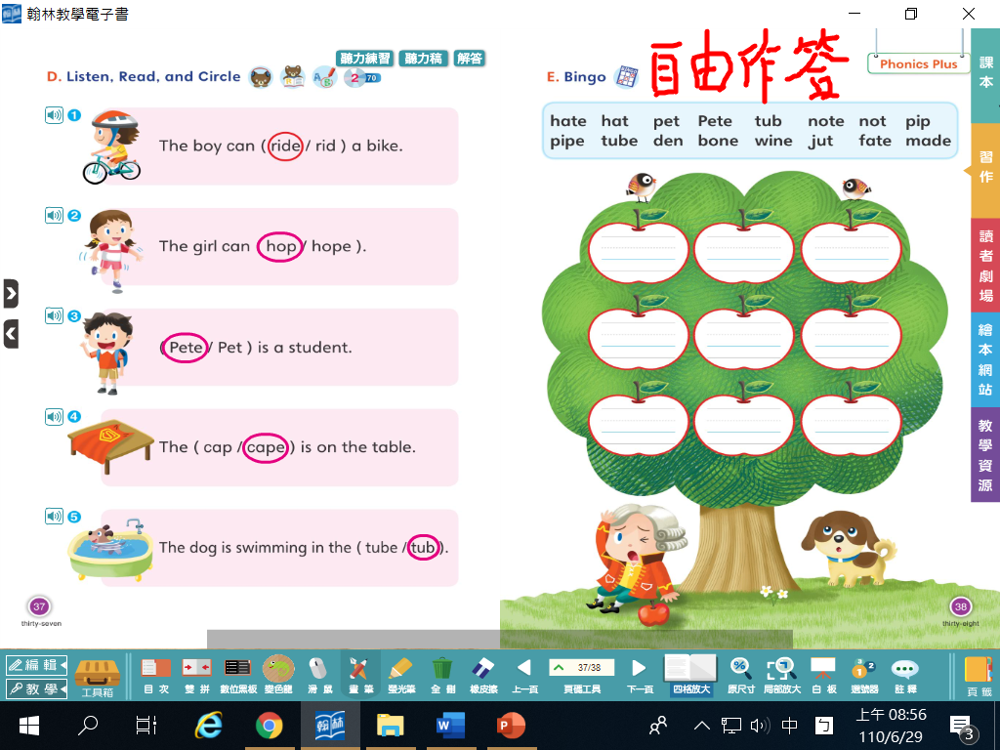 翰林教學電子書
聽力練習 聽力稿 解答
D. Listen, Read, and Circle
2 70
1 The boy can ( ride / rid ) a bike.
2 The girl can ( hop / hope ).
3 ( Pete / Pet ) is a student.
4 The ( cap / cape ) is on the table.
5 The dog is swimming in the ( tube / tub ).
37
thirty-seven
E. Bingo
自由作答
Phonics Plus
hate hat pet Pete tub note not pip
pipe tube den bone wine jut fate made
38
thirty-eight
課本
習作
讀者劇場
繪本網站
教學資源
編輯
教學
工具箱
目次 雙拼 數位黑板 變色龍 滑鼠 畫筆 螢光筆 全刪 橡皮擦 上一頁 頁碼工具 下一頁 四格放大 原尺寸 局部放大 白板 選號器 註釋 頁籤
37/38
翰林
中
上午 08:56
110/6/29
3